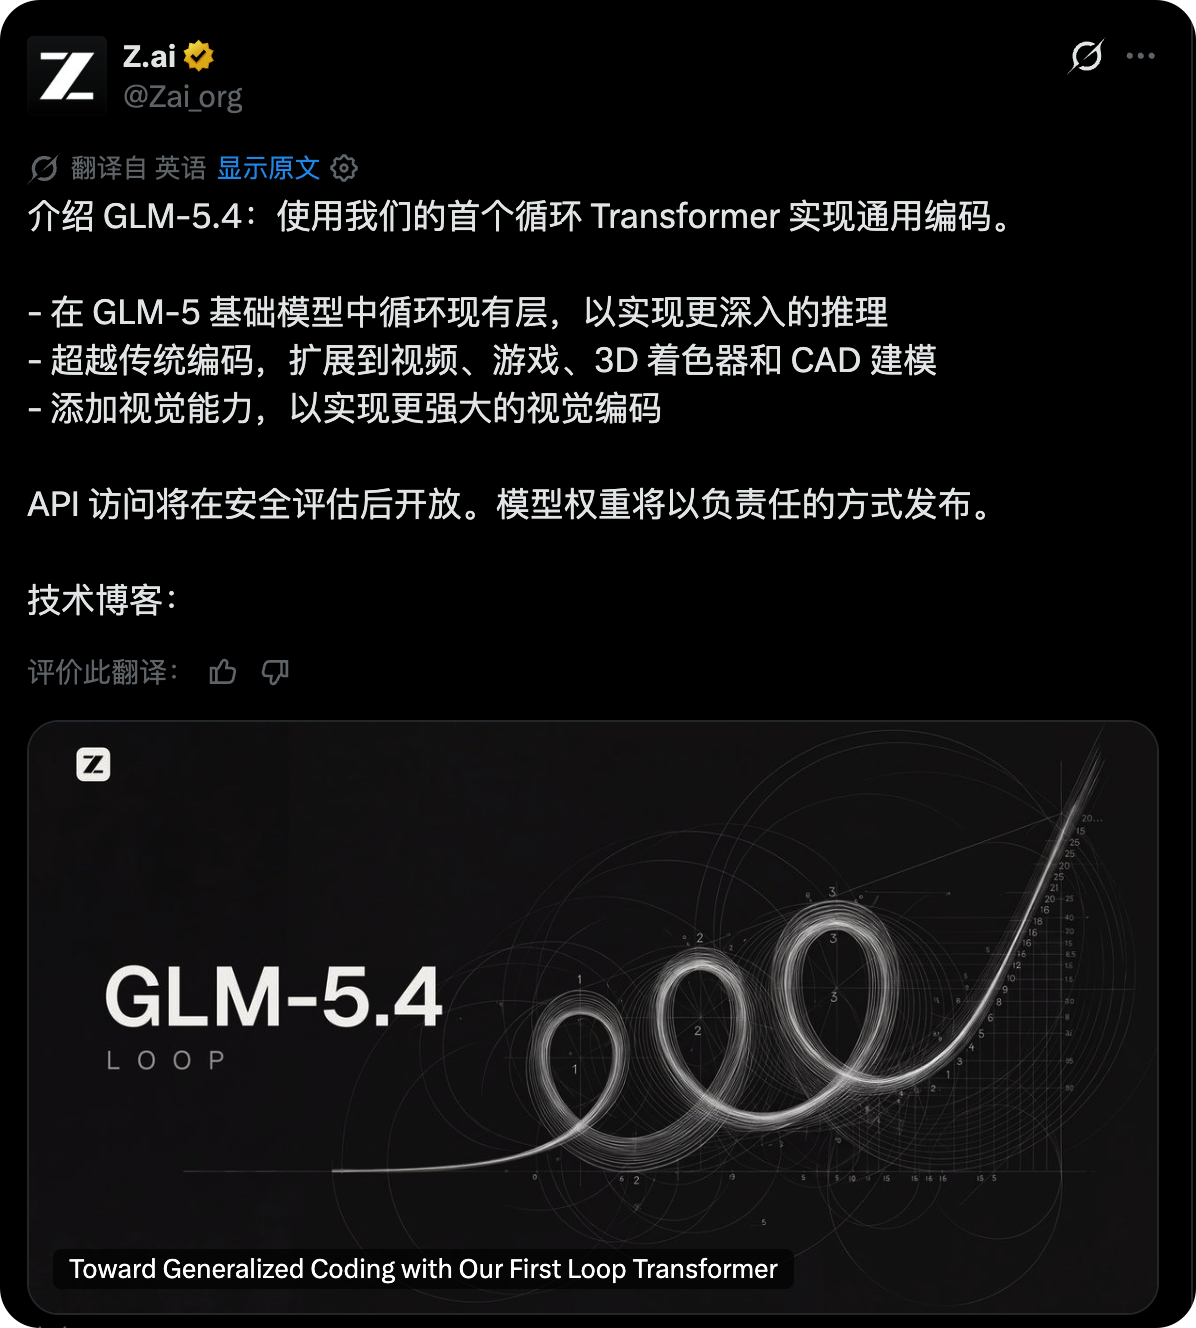 Z.ai
@Zai_org
翻译自 英语 显示原文
介绍 GLM-5.4：使用我们的首个循环 Transformer 实现通用编码。
- 在 GLM-5 基础模型中循环现有层，以实现更深入的推理
- 超越传统编码，扩展到视频、游戏、3D 着色器和 CAD 建模
- 添加视觉能力，以实现更强大的视觉编码
API 访问将在安全评估后开放。模型权重将以负责任的方式发布。
技术博客：
评价此翻译：
GLM-5.4
LOOP
1
1
2
2
3
3
3
Toward Generalized Coding with Our First Loop Transformer